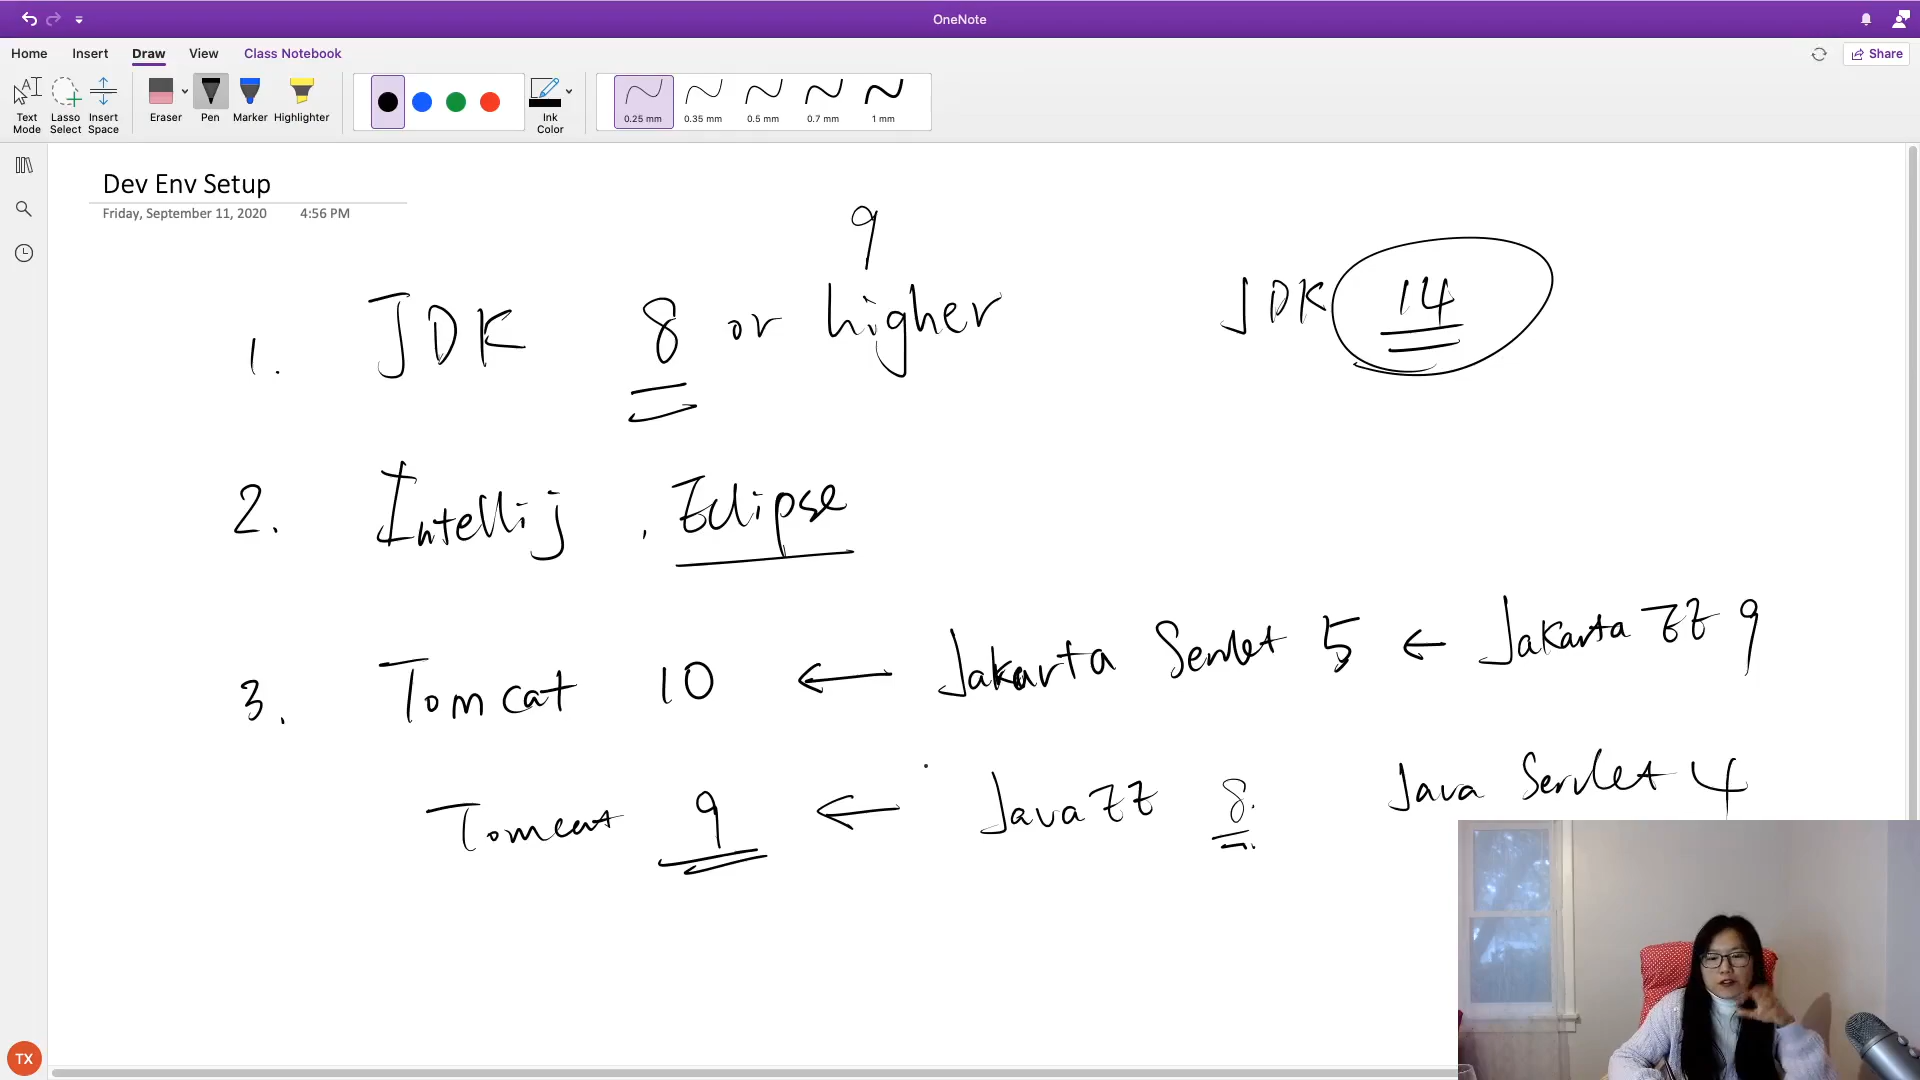 OneNote
Home Insert Draw View Class Notebook
Share
Text Mode
Lasso Select
Insert Space
Eraser
Pen
Marker
Highlighter
Ink Color
0.25 mm 0.35 mm 0.5 mm 0.7 mm 1 mm
Dev Env Setup
Friday, September 11, 2020 4:56 PM
9
1. JDK 8 or higher JDK 14
2. Intellij , Eclipse
3. Tomcat 10 ← Jakarta Servlet 5 ← Jakarta EE 9
Tomcat 9 ← Java EE 8. Java Servlet 4
TX